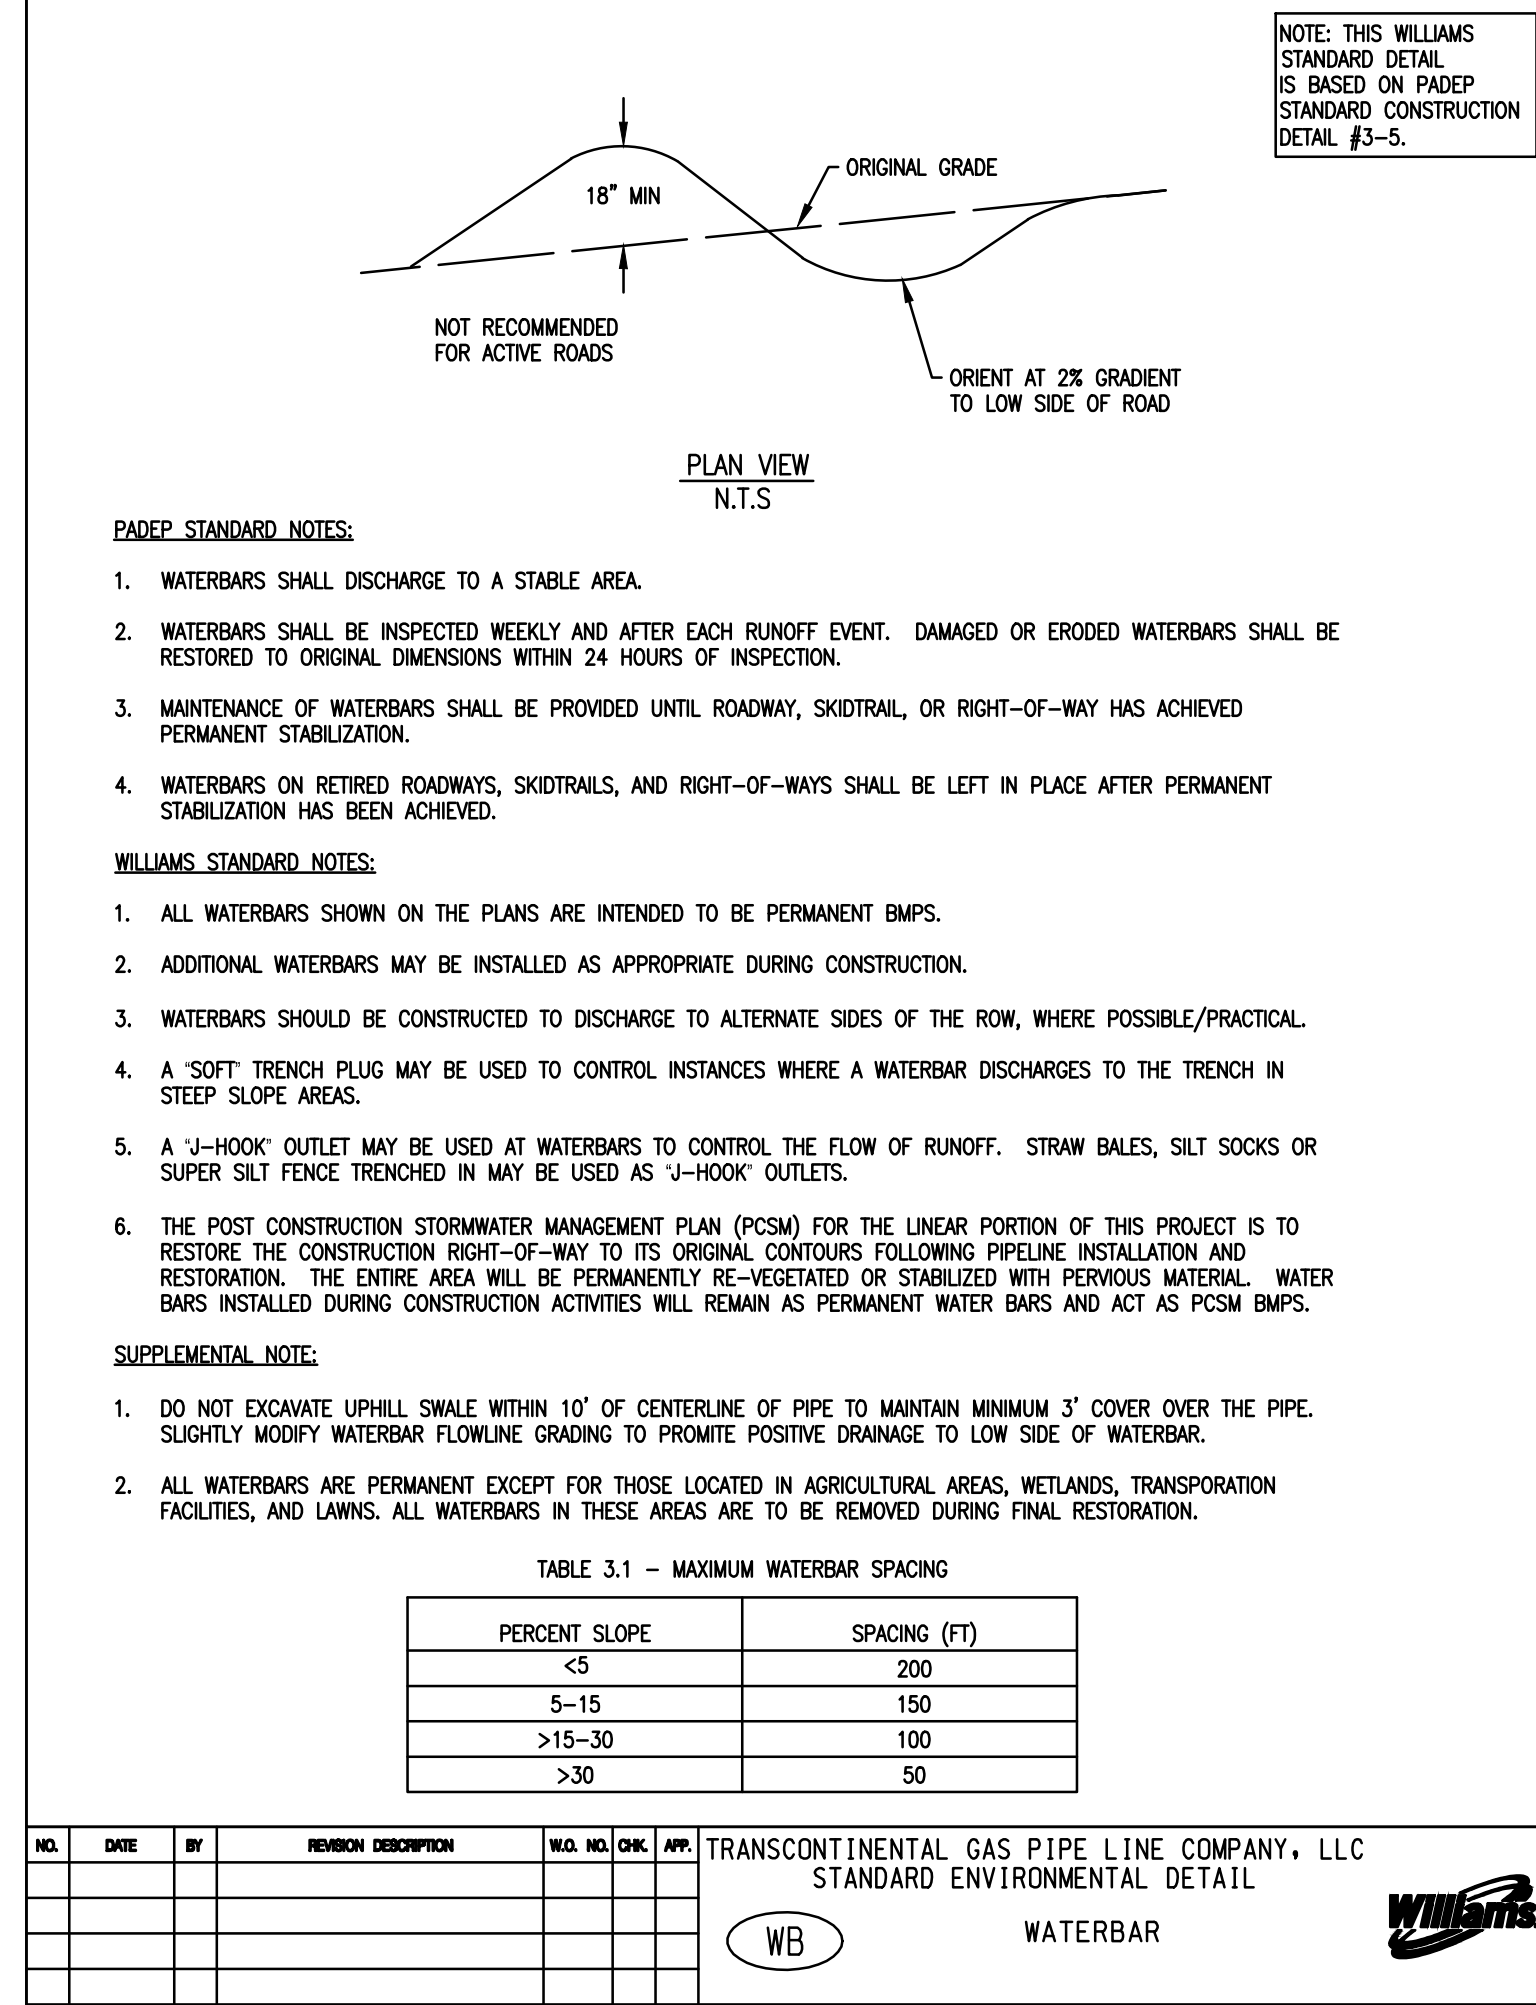 NOTE: THIS WILLIAMS
STANDARD DETAIL
IS BASED ON PADEP
STANDARD CONSTRUCTION
DETAIL #3-5.
ORIGINAL GRADE
18" MIN
NOT RECOMMENDED
FOR ACTIVE ROADS
ORIENT AT 2% GRADIENT
TO LOW SIDE OF ROAD
PLAN VIEW
N.T.S
PADEP STANDARD NOTES:
1. WATERBARS SHALL DISCHARGE TO A STABLE AREA.
2. WATERBARS SHALL BE INSPECTED WEEKLY AND AFTER EACH RUNOFF EVENT. DAMAGED OR ERODED WATERBARS SHALL BE
RESTORED TO ORIGINAL DIMENSIONS WITHIN 24 HOURS OF INSPECTION.
3. MAINTENANCE OF WATERBARS SHALL BE PROVIDED UNTIL ROADWAY, SKIDTRAIL, OR RIGHT-OF-WAY HAS ACHIEVED
PERMANENT STABILIZATION.
4. WATERBARS ON RETIRED ROADWAYS, SKIDTRAILS, AND RIGHT-OF-WAYS SHALL BE LEFT IN PLACE AFTER PERMANENT
STABILIZATION HAS BEEN ACHIEVED.
WILLIAMS STANDARD NOTES:
1. ALL WATERBARS SHOWN ON THE PLANS ARE INTENDED TO BE PERMANENT BMPS.
2. ADDITIONAL WATERBARS MAY BE INSTALLED AS APPROPRIATE DURING CONSTRUCTION.
3. WATERBARS SHOULD BE CONSTRUCTED TO DISCHARGE TO ALTERNATE SIDES OF THE ROW, WHERE POSSIBLE/PRACTICAL.
4. A "SOFT" TRENCH PLUG MAY BE USED TO CONTROL INSTANCES WHERE A WATERBAR DISCHARGES TO THE TRENCH IN
STEEP SLOPE AREAS.
5. A "J-HOOK" OUTLET MAY BE USED AT WATERBARS TO CONTROL THE FLOW OF RUNOFF. STRAW BALES, SILT SOCKS OR
SUPER SILT FENCE TRENCHED IN MAY BE USED AS "J-HOOK" OUTLETS.
6. THE POST CONSTRUCTION STORMWATER MANAGEMENT PLAN (PCSM) FOR THE LINEAR PORTION OF THIS PROJECT IS TO
RESTORE THE CONSTRUCTION RIGHT-OF-WAY TO ITS ORIGINAL CONTOURS FOLLOWING PIPELINE INSTALLATION AND
RESTORATION. THE ENTIRE AREA WILL BE PERMANENTLY RE-VEGETATED OR STABILIZED WITH PERVIOUS MATERIAL. WATER
BARS INSTALLED DURING CONSTRUCTION ACTIVITIES WILL REMAIN AS PERMANENT WATER BARS AND ACT AS PCSM BMPS.
SUPPLEMENTAL NOTE:
1. DO NOT EXCAVATE UPHILL SWALE WITHIN 10' OF CENTERLINE OF PIPE TO MAINTAIN MINIMUM 3' COVER OVER THE PIPE.
SLIGHTLY MODIFY WATERBAR FLOWLINE GRADING TO PROMITE POSITIVE DRAINAGE TO LOW SIDE OF WATERBAR.
2. ALL WATERBARS ARE PERMANENT EXCEPT FOR THOSE LOCATED IN AGRICULTURAL AREAS, WETLANDS, TRANSPORATION
FACILITIES, AND LAWNS. ALL WATERBARS IN THESE AREAS ARE TO BE REMOVED DURING FINAL RESTORATION.
TABLE 3.1 - MAXIMUM WATERBAR SPACING
PERCENT SLOPE SPACING (FT)
<5 200
5-15 150
>15-30 100
>30 50
NO. DATE BY REVISION DESCRIPTION W.O. NO. CHK. APP.
TRANSCONTINENTAL GAS PIPE LINE COMPANY, LLC
STANDARD ENVIRONMENTAL DETAIL
WB WATERBAR
Williams